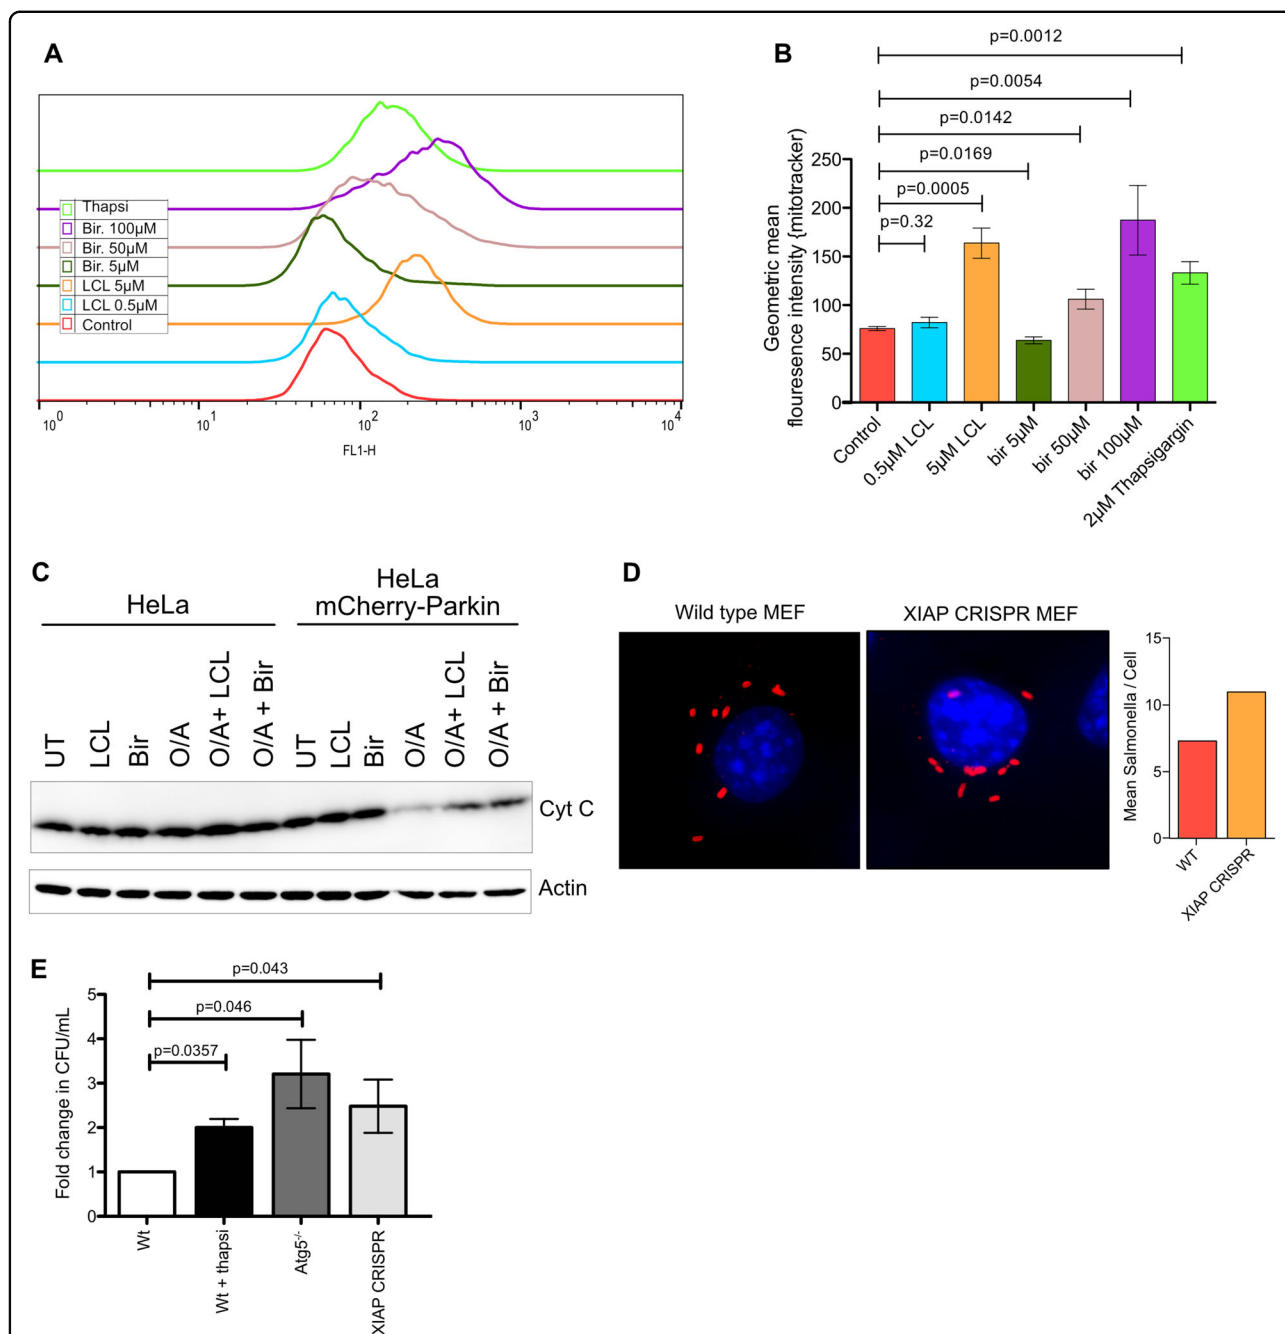 A
Thapsi
Bir. 100µM
Bir. 50µM
Bir. 5µM
LCL 5µM
LCL 0.5µM
Control
10^0 10^1 10^2 10^3 10^4
FL1-H
B
p=0.0012
p=0.0054
p=0.0142
p=0.0169
p=0.0005
p=0.32
Geometric mean
flouresence intensity {mitotracker)
250
200
150
100
50
0
Control
0.5µM LCL
5µM LCL
bir 5µM
bir 50µM
bir 100µM
2µM Thapsigargin
C
HeLa
HeLa
mCherry-Parkin
UT
LCL
Bir
O/A
O/A+ LCL
O/A + Bir
UT
LCL
Bir
O/A
O/A+ LCL
O/A + Bir
Cyt C
Actin
D
Wild type MEF
XIAP CRISPR MEF
Mean Salmonella / Cell
15
10
5
0
WT
XIAP CRISPR
E
p=0.043
p=0.046
p=0.0357
Fold change in CFU/mL
5
4
3
2
1
0
Wt
Wt + thapsi
Atg5-/-
XIAP CRISPR